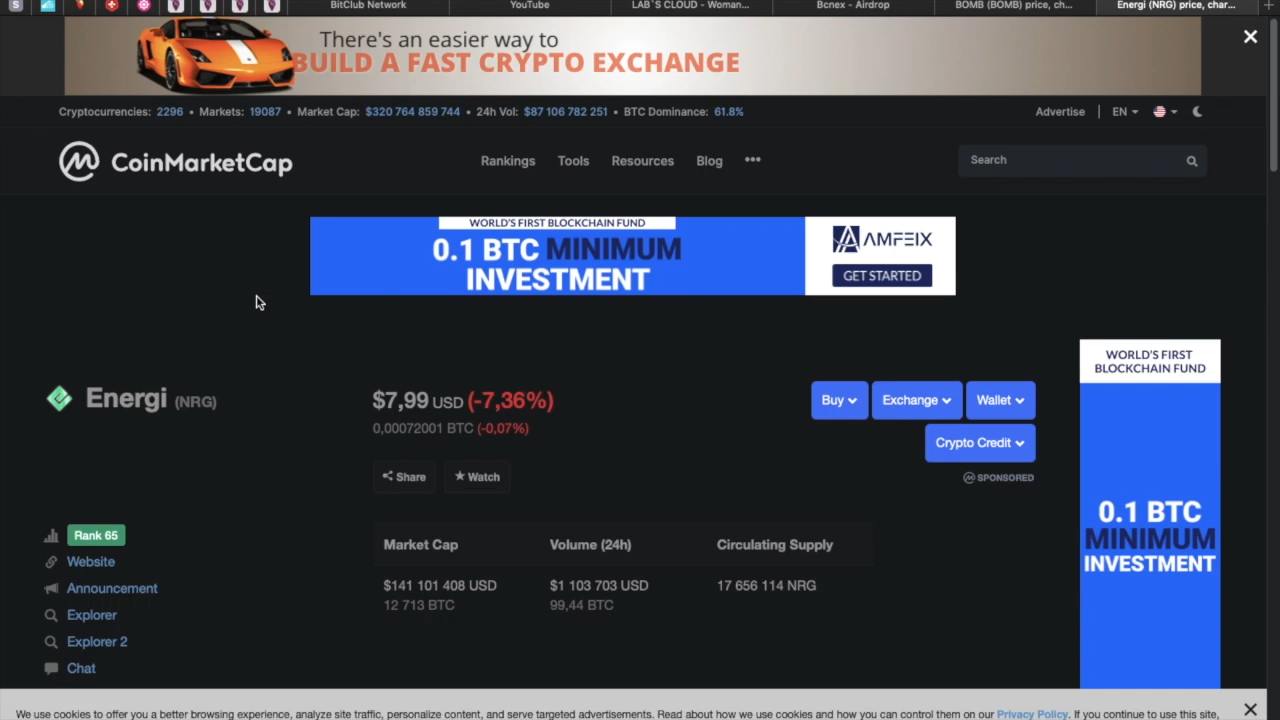 BitClub Network YouTube LAB`S CLOUD - Woman... Bcnex - Airdrop BOMB (BOMB) price, ch... Energi (NRG) price, char...
There's an easier way to
BUILD A FAST CRYPTO EXCHANGE
Cryptocurrencies: 2296 • Markets: 19087 • Market Cap: $320 764 859 744 • 24h Vol: $87 106 782 251 • BTC Dominance: 61.8% Advertise | EN
CoinMarketCap Rankings Tools Resources Blog ••• Search
WORLD'S FIRST BLOCKCHAIN FUND
0.1 BTC MINIMUM
INVESTMENT
AMFEIX
GET STARTED
WORLD'S FIRST
BLOCKCHAIN FUND
0.1 BTC
MINIMUM
INVESTMENT
Energi (NRG)
$7,99 USD (-7,36%)
0,00072001 BTC (-0,07%)
Buy Exchange Wallet
Crypto Credit
SPONSORED
Share Watch
Rank 65
Website
Announcement
Explorer
Explorer 2
Chat
Market Cap Volume (24h) Circulating Supply
$141 101 408 USD $1 103 703 USD 17 656 114 NRG
12 713 BTC 99,44 BTC
We use cookies to offer you a better browsing experience, analyze site traffic, personalize content, and serve targeted advertisements. Read about how we use cookies and how you can control them on our Privacy Policy. If you continue to use this site,